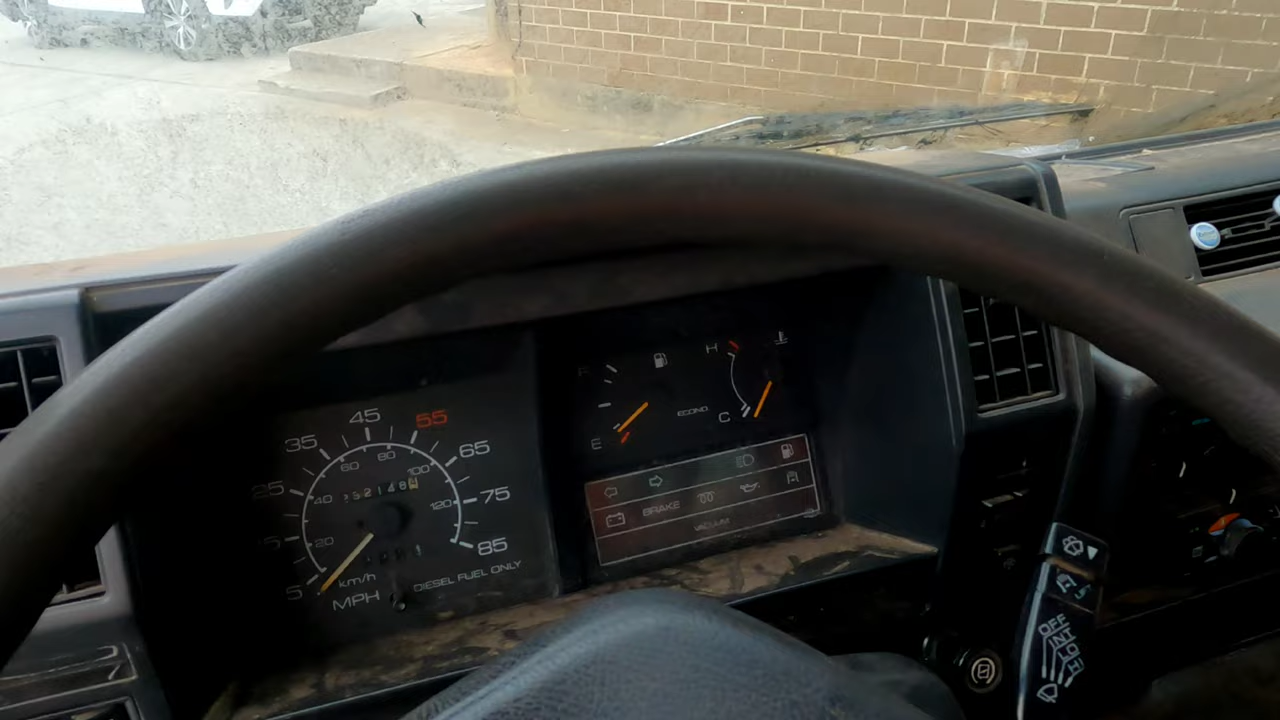 45
55
35
65
25
75
15
85
5
60
80
100
40
120
20
km/h
MPH
DIESEL FUEL ONLY
F
E
H
C
ECONO
BRAKE
VACUUM
OFF
INT
LO
HI